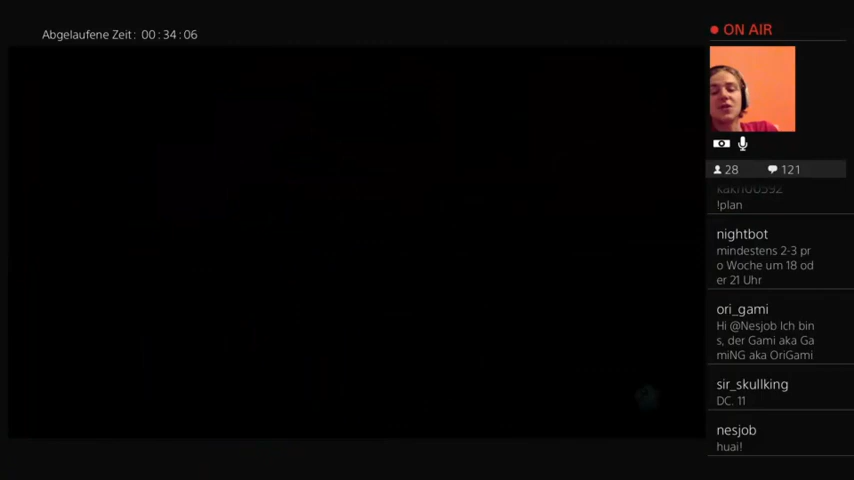 Abgelaufene Zeit: 00:34:06
ON AIR
28 121
!plan
nightbot
mindestens 2-3 pr
o Woche um 18 od
er 21 Uhr
ori_gami
Hi @Nesjob Ich bin
s, der Gami aka Ga
miNG aka OriGami
sir_skullking
DC. 11
nesjob
huai!